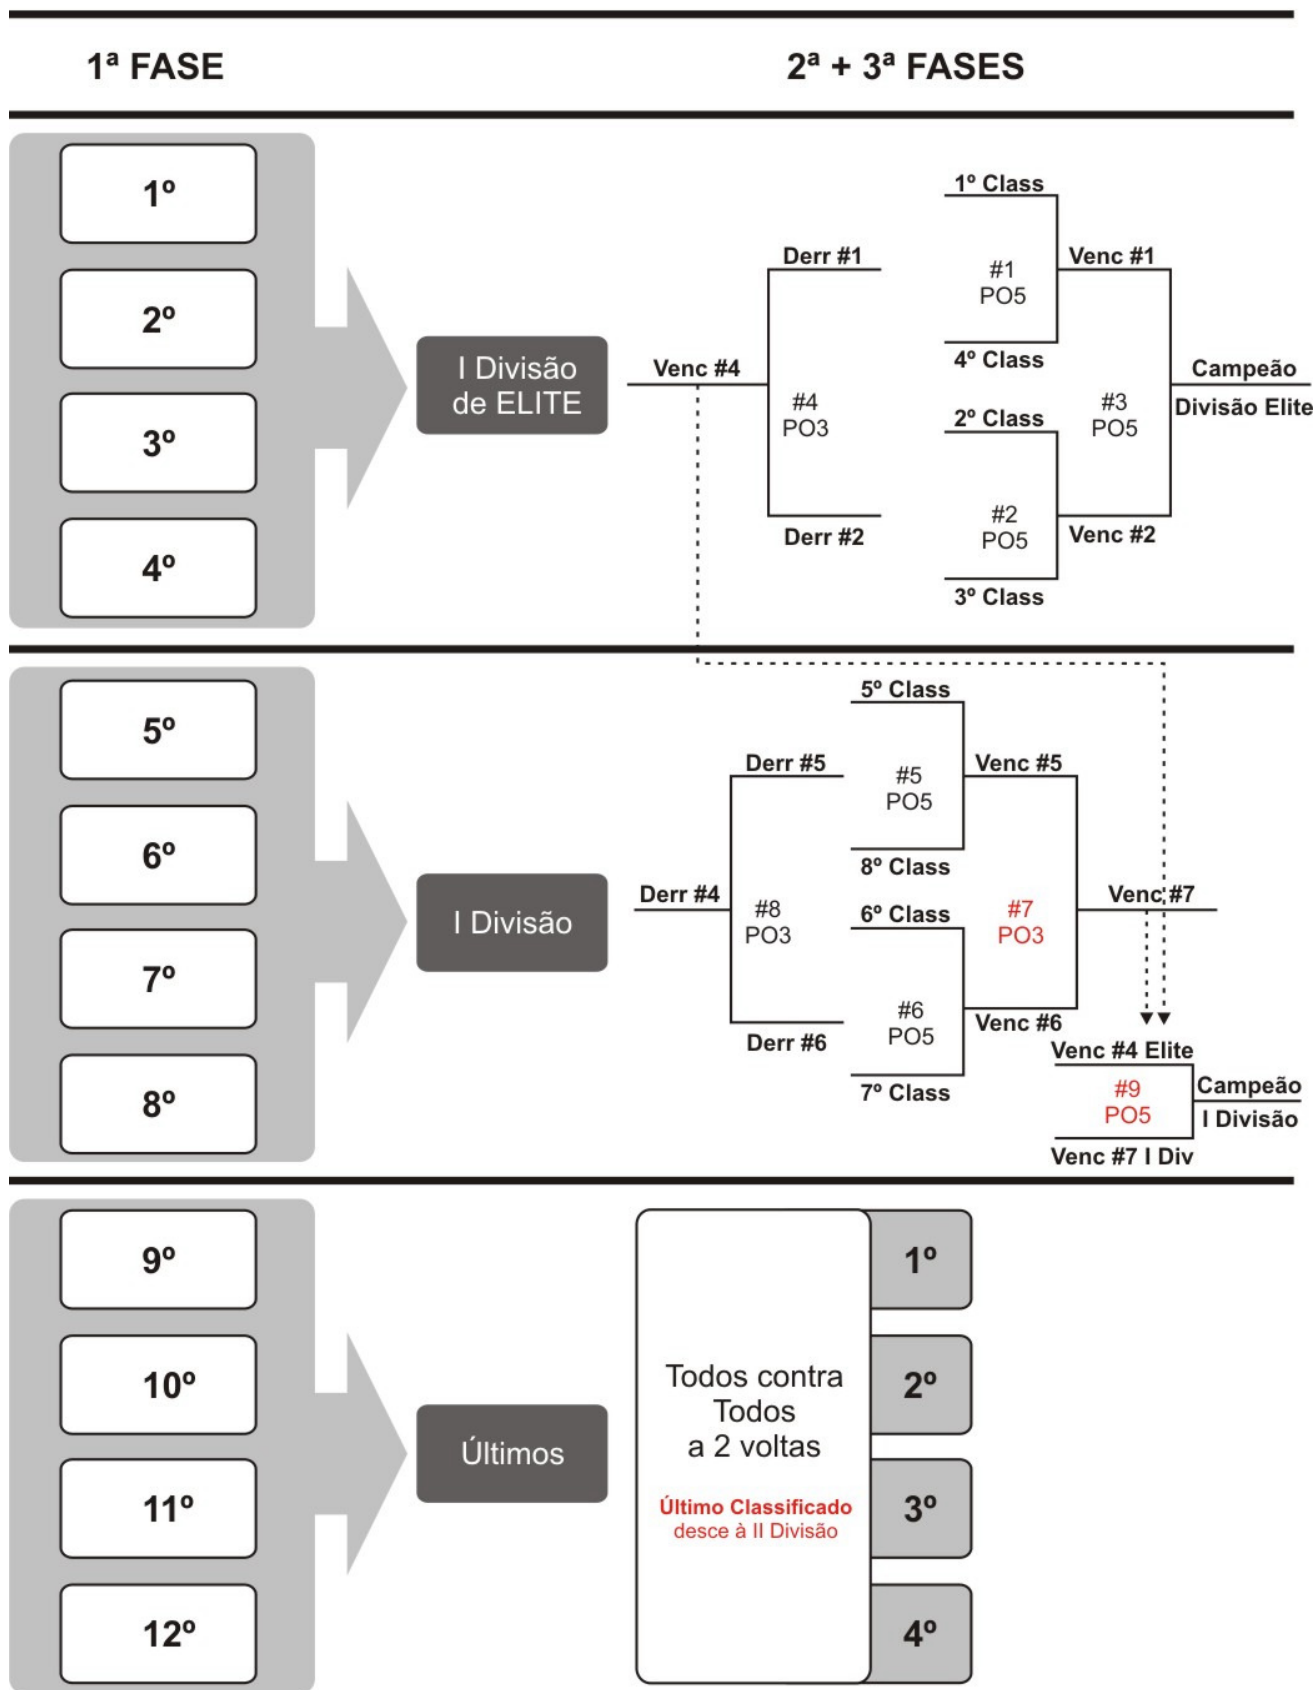 1ª FASE
2ª + 3ª FASES
1º
2º
3º
4º
I Divisão
de ELITE
Venc #4
Derr #1
#4
PO3
Derr #2
1º Class
#1
PO5
4º Class
2º Class
#2
PO5
3º Class
Venc #1
#3
PO5
Venc #2
Campeão
Divisão Elite
5º
6º
7º
8º
I Divisão
Derr #4
Derr #5
#8
PO3
Derr #6
5º Class
#5
PO5
8º Class
6º Class
#6
PO5
7º Class
Venc #5
#7
PO3
Venc #6
Venc #7
Venc #4 Elite
#9
PO5
Venc #7 I Div
Campeão
I Divisão
9º
10º
11º
12º
Últimos
Todos contra
Todos
a 2 voltas
Último Classificado
desce à II Divisão
1º
2º
3º
4º